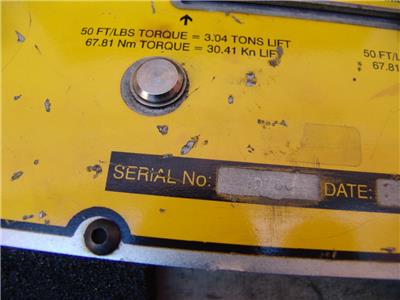 50 FT/LBS TORQUE = 3.04 TONS LIFT
67.81 Nm TORQUE = 30.41 Kn LIFT
50 FT/L
67.81
SERIAL No:
DATE: